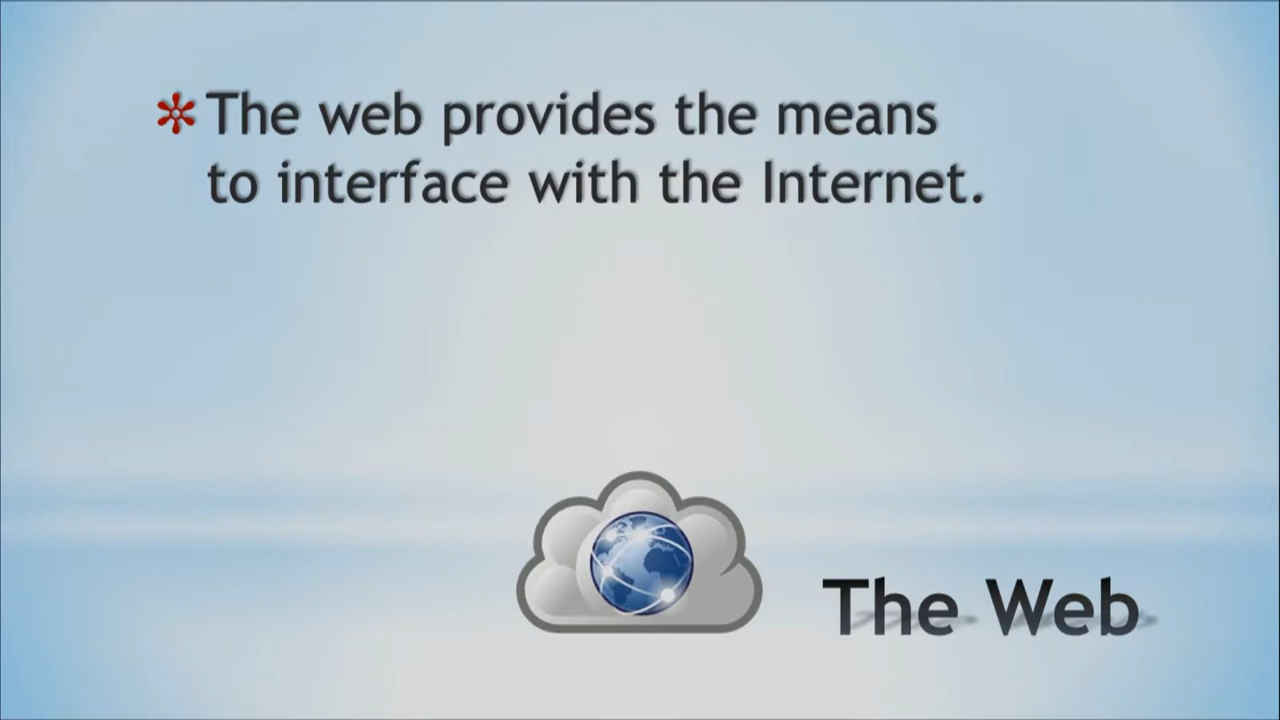 The web provides the means
to interface with the Internet.
The Web